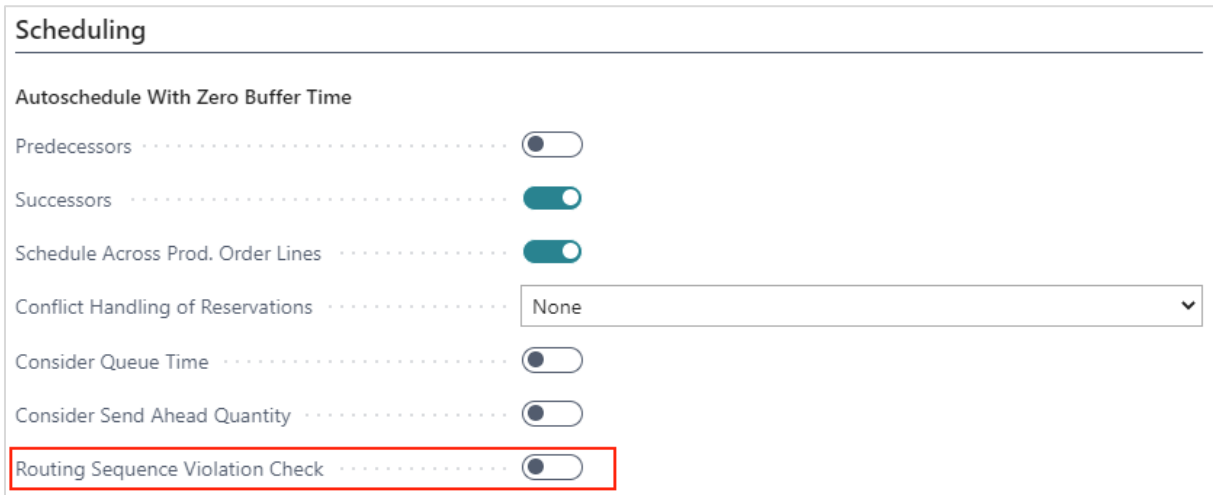 Scheduling
Autoschedule With Zero Buffer Time
Predecessors
Successors
Schedule Across Prod. Order Lines
Conflict Handling of Reservations None
Consider Queue Time
Consider Send Ahead Quantity
Routing Sequence Violation Check